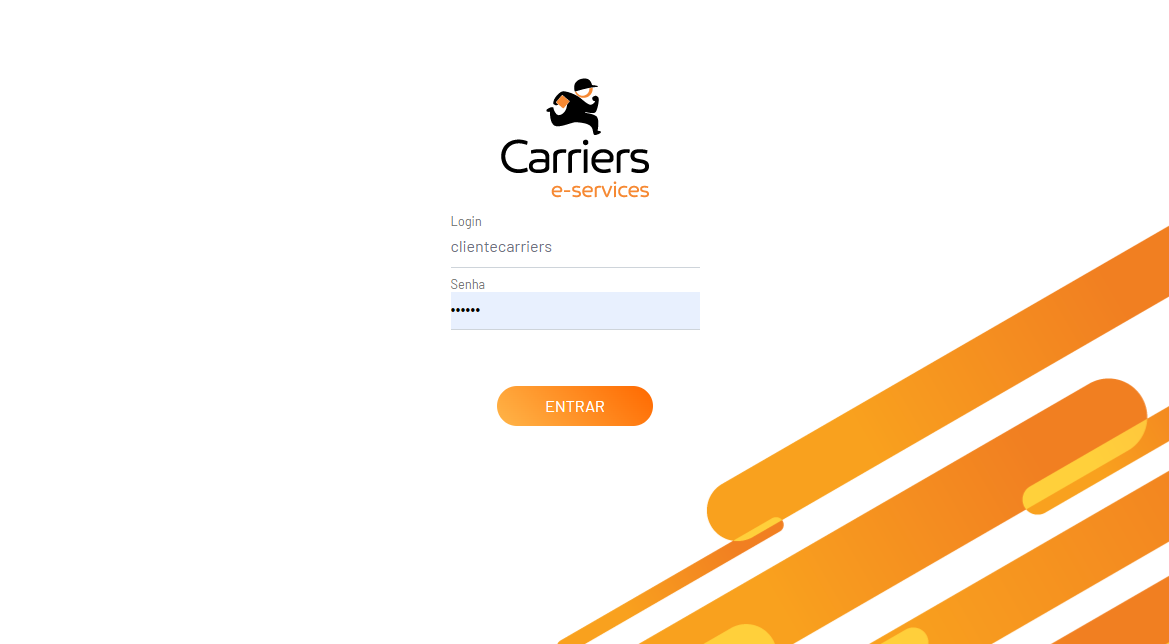 Carriers
e-services
Login
clientecarriers
Senha
••••••
ENTRAR